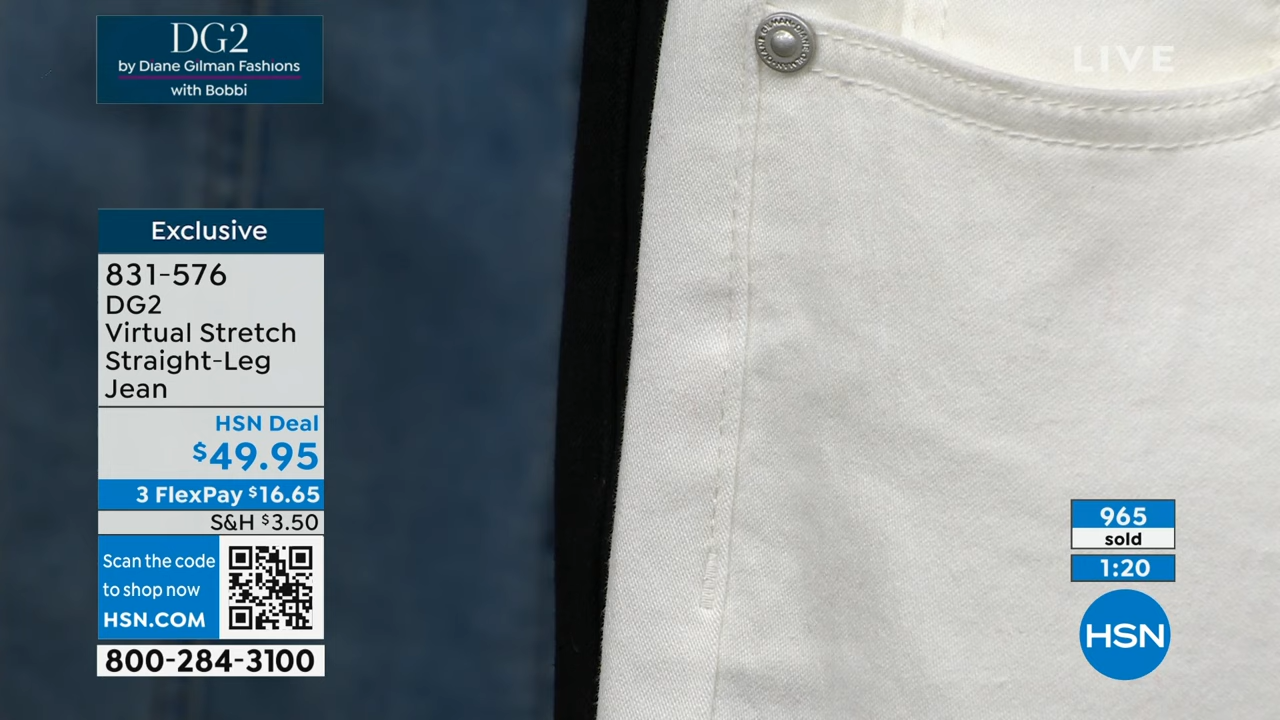 DG2
by Diane Gilman Fashions
with Bobbi
LIVE
Exclusive
831-576
DG2
Virtual Stretch
Straight-Leg
Jean
HSN Deal
$49.95
3 FlexPay $16.65
S&H $3.50
Scan the code
to shop now
HSN.COM
800-284-3100
965
sold
1:20
HSN